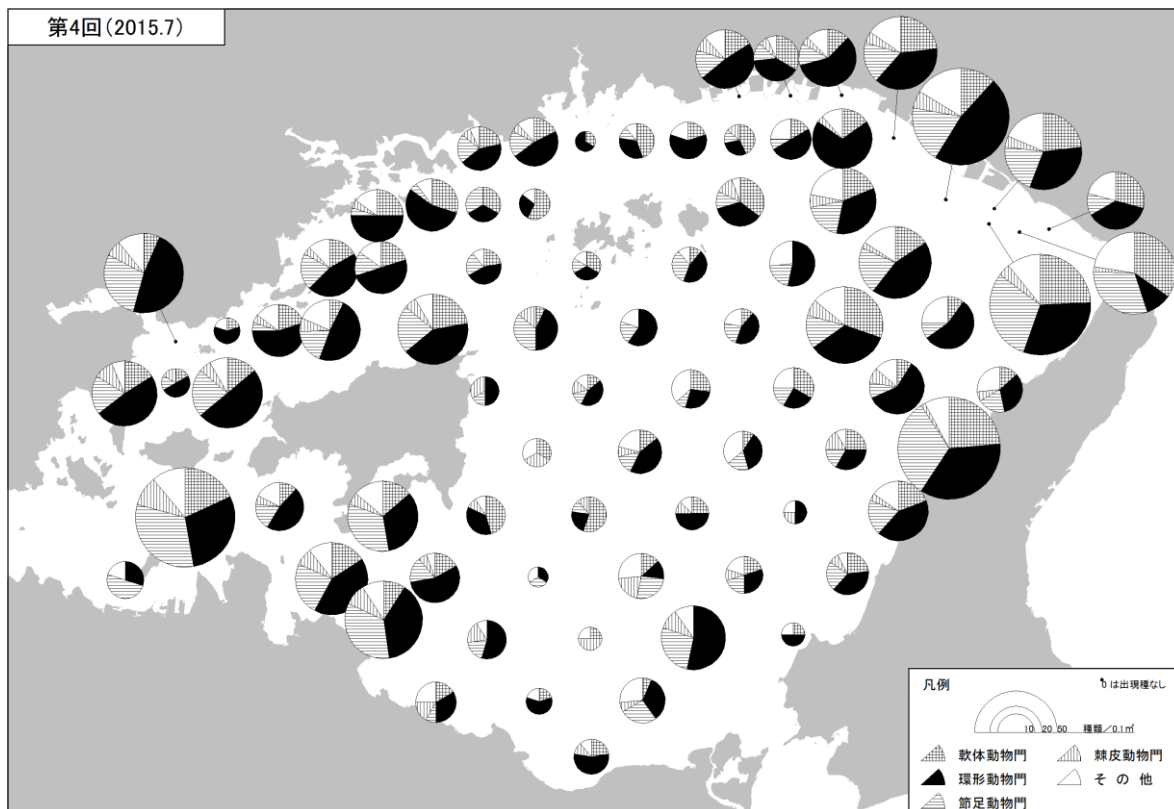 第4回(2015.7)
凡例
0 は出現種なし
10 20 50 種類/0.1㎡
軟体動物門 棘皮動物門
環形動物門 その他
節足動物門